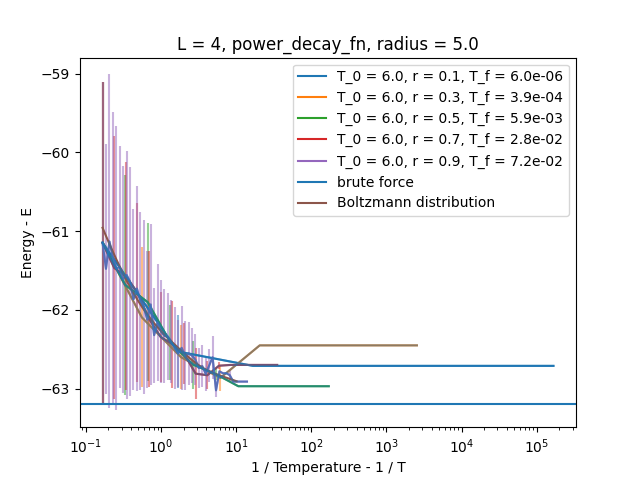 L = 4, power_decay_fn, radius = 5.0
Energy - E
−59
−60
−61
−62
−63
T_0 = 6.0, r = 0.1, T_f = 6.0e-06
T_0 = 6.0, r = 0.3, T_f = 3.9e-04
T_0 = 6.0, r = 0.5, T_f = 5.9e-03
T_0 = 6.0, r = 0.7, T_f = 2.8e-02
T_0 = 6.0, r = 0.9, T_f = 7.2e-02
brute force
Boltzmann distribution
10⁻¹ 10⁰ 10¹ 10² 10³ 10⁴ 10⁵
1 / Temperature - 1 / T